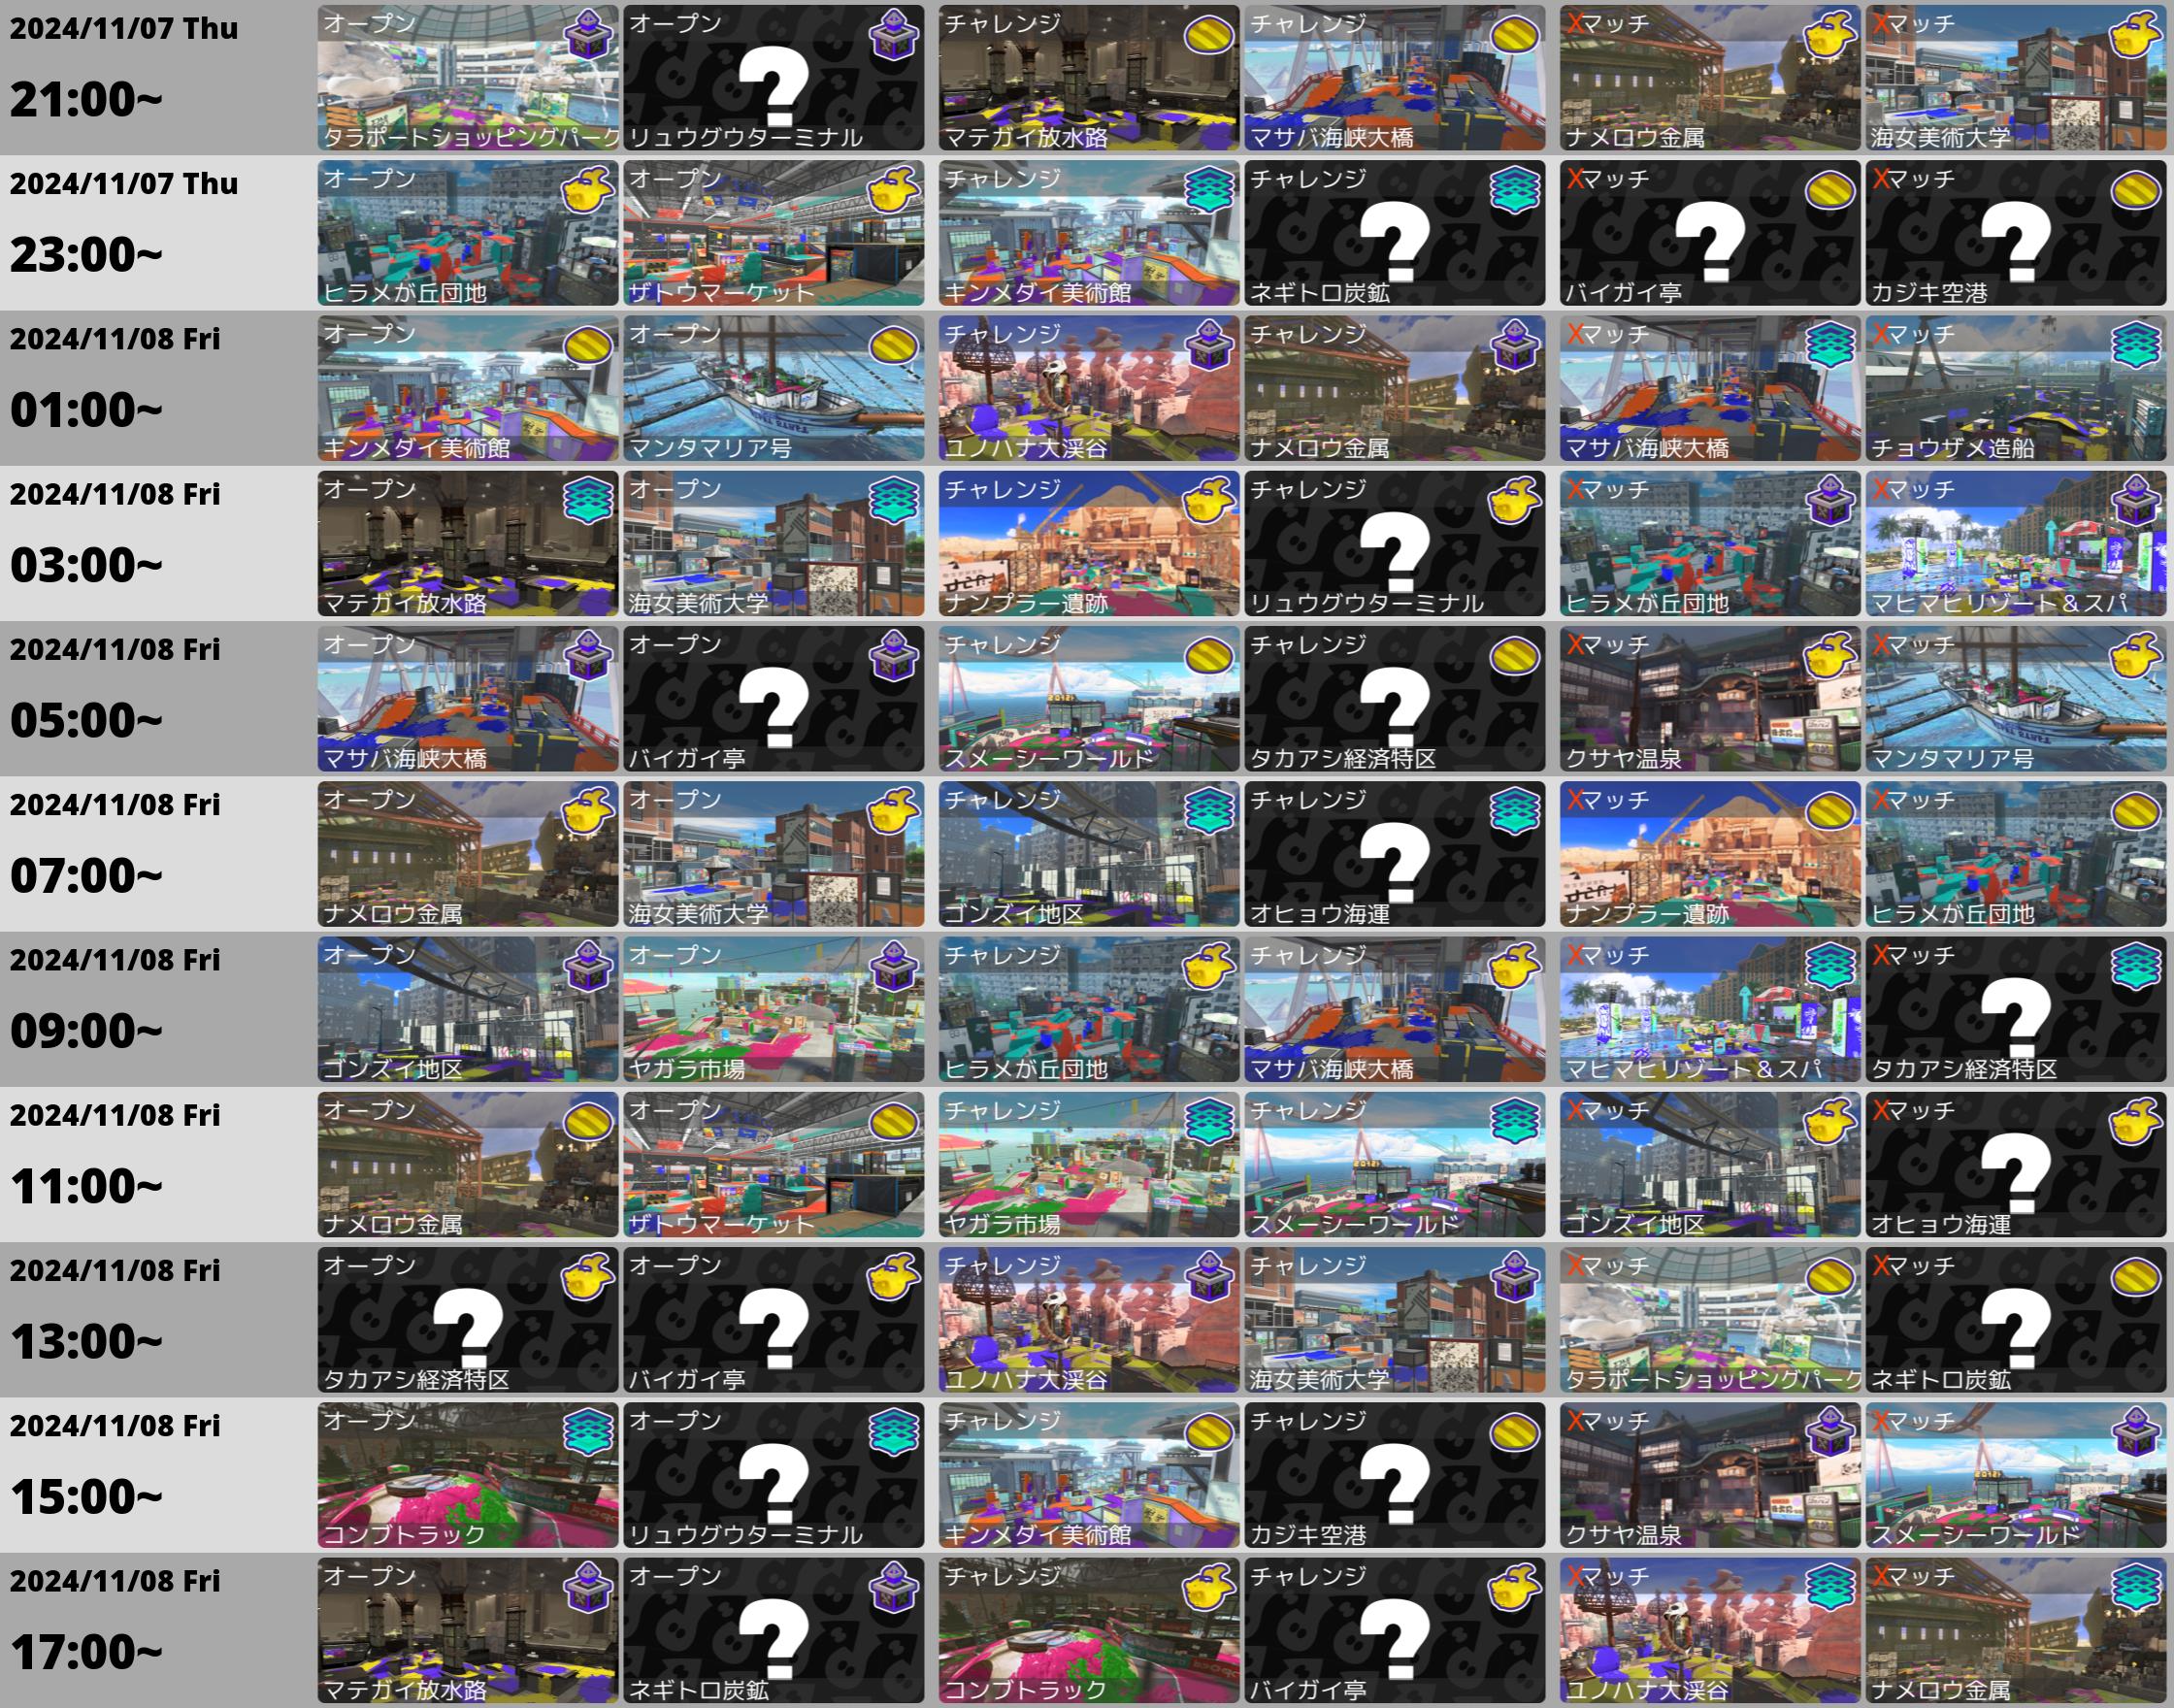 2024/11/07 Thu
21:00~
オープン オープン チャレンジ チャレンジ Xマッチ Xマッチ
タラポートショッピングパーク リュウグウターミナル マテガイ放水路 マサバ海峡大橋 ナメロウ金属 海女美術大学
2024/11/07 Thu
23:00~
オープン オープン チャレンジ チャレンジ Xマッチ Xマッチ
ヒラメが丘団地 ザトウマーケット キンメダイ美術館 ネギトロ炭鉱 バイガイ亭 カジキ空港
2024/11/08 Fri
01:00~
オープン オープン チャレンジ チャレンジ Xマッチ Xマッチ
キンメダイ美術館 マンタマリア号 ユノハナ大渓谷 ナメロウ金属 マサバ海峡大橋 チョウザメ造船
2024/11/08 Fri
03:00~
オープン オープン チャレンジ チャレンジ Xマッチ Xマッチ
マテガイ放水路 海女美術大学 ナンプラー遺跡 リュウグウターミナル ヒラメが丘団地 マヒマヒリゾート＆スパ
2024/11/08 Fri
05:00~
オープン オープン チャレンジ チャレンジ Xマッチ Xマッチ
マサバ海峡大橋 バイガイ亭 スメーシーワールド タカアシ経済特区 クサヤ温泉 マンタマリア号
2024/11/08 Fri
07:00~
オープン オープン チャレンジ チャレンジ Xマッチ Xマッチ
ナメロウ金属 海女美術大学 ゴンズイ地区 オヒョウ海運 ナンプラー遺跡 ヒラメが丘団地
2024/11/08 Fri
09:00~
オープン オープン チャレンジ チャレンジ Xマッチ Xマッチ
ゴンズイ地区 ヤガラ市場 ヒラメが丘団地 マサバ海峡大橋 マヒマヒリゾート＆スパ タカアシ経済特区
2024/11/08 Fri
11:00~
オープン オープン チャレンジ チャレンジ Xマッチ Xマッチ
ナメロウ金属 ザトウマーケット ヤガラ市場 スメーシーワールド ゴンズイ地区 オヒョウ海運
2024/11/08 Fri
13:00~
オープン オープン チャレンジ チャレンジ Xマッチ Xマッチ
タカアシ経済特区 バイガイ亭 ユノハナ大渓谷 海女美術大学 タラポートショッピングパーク ネギトロ炭鉱
2024/11/08 Fri
15:00~
オープン オープン チャレンジ チャレンジ Xマッチ Xマッチ
コンブトラック リュウグウターミナル キンメダイ美術館 カジキ空港 クサヤ温泉 スメーシーワールド
2024/11/08 Fri
17:00~
オープン オープン チャレンジ チャレンジ Xマッチ Xマッチ
マテガイ放水路 ネギトロ炭鉱 コンブトラック バイガイ亭 ユノハナ大渓谷 ナメロウ金属